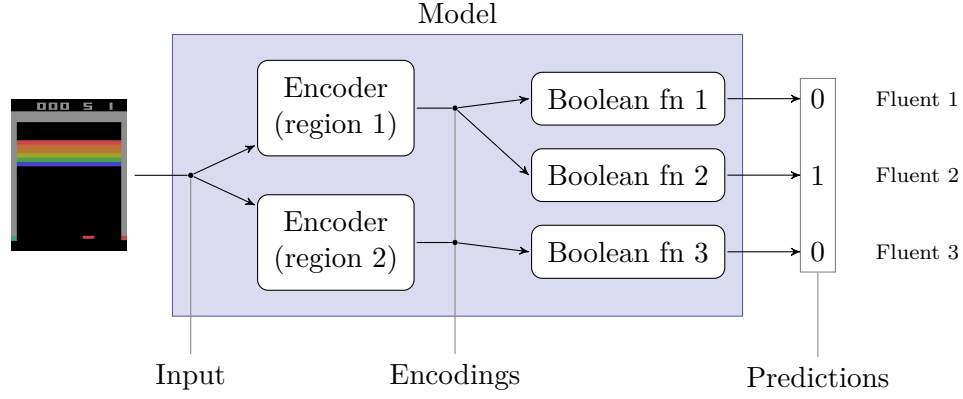 Model
000 5 1
Encoder
(region 1)
Encoder
(region 2)
Boolean fn 1
Boolean fn 2
Boolean fn 3
0
1
0
Fluent 1
Fluent 2
Fluent 3
Input
Encodings
Predictions